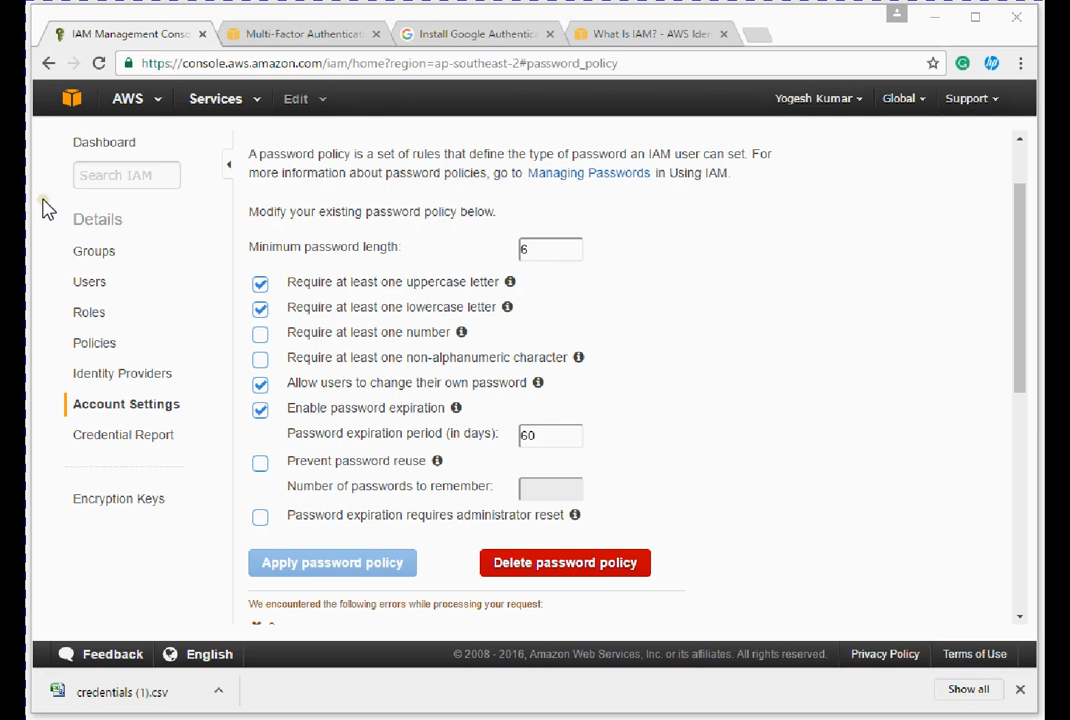 IAM Management Conso
Multi-Factor Authenticati
Install Google Authentica
What Is IAM? - AWS Iden
https://console.aws.amazon.com/iam/home?region=ap-southeast-2#password_policy
AWS
Services
Edit
Yogesh Kumar
Global
Support
Dashboard
Search IAM
Details
Groups
Users
Roles
Policies
Identity Providers
Account Settings
Credential Report
Encryption Keys
A password policy is a set of rules that define the type of password an IAM user can set. For
more information about password policies, go to Managing Passwords in Using IAM.
Modify your existing password policy below.
Minimum password length: 6
Require at least one uppercase letter
Require at least one lowercase letter
Require at least one number
Require at least one non-alphanumeric character
Allow users to change their own password
Enable password expiration
Password expiration period (in days): 60
Prevent password reuse
Number of passwords to remember:
Password expiration requires administrator reset
Apply password policy
Delete password policy
We encountered the following errors while processing your request:
Feedback
English
© 2008 - 2016, Amazon Web Services, Inc. or its affiliates. All rights reserved.
Privacy Policy
Terms of Use
credentials (1).csv
Show all